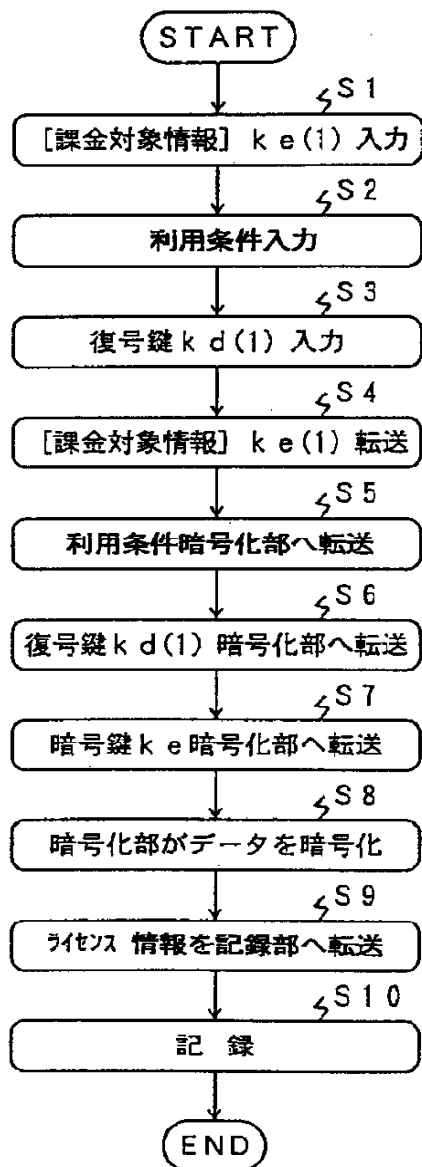 START
S1
[課金対象情報] ke(1) 入力
S2
利用条件入力
S3
復号鍵kd(1) 入力
S4
[課金対象情報] ke(1) 転送
S5
利用条件暗号化部へ転送
S6
復号鍵kd(1) 暗号化部へ転送
S7
暗号鍵ke暗号化部へ転送
S8
暗号化部がデータを暗号化
S9
ライセンス 情報を記録部へ転送
S10
記 録
END